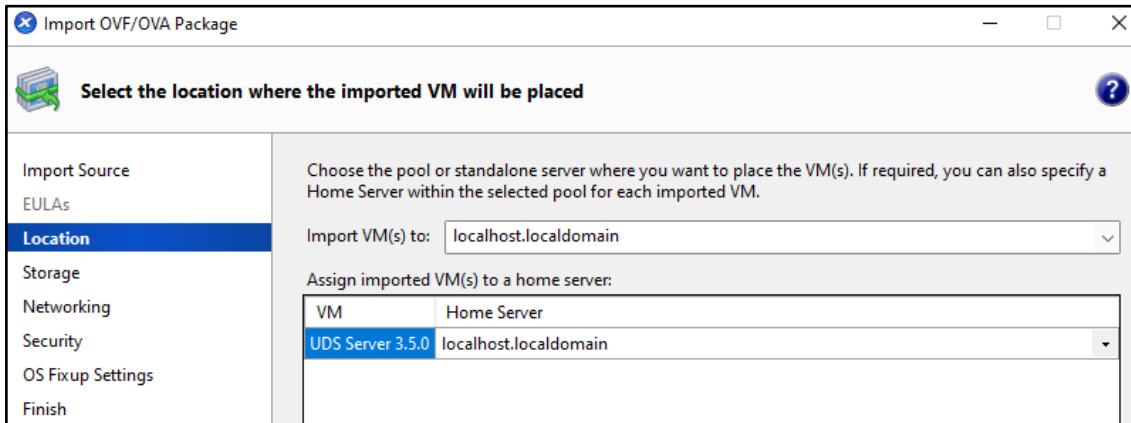 Import OVF/OVA Package
Select the location where the imported VM will be placed
?
Import Source
EULAs
Location
Storage
Networking
Security
OS Fixup Settings
Finish
Choose the pool or standalone server where you want to place the VM(s). If required, you can also specify a
Home Server within the selected pool for each imported VM.
Import VM(s) to: localhost.localdomain
Assign imported VM(s) to a home server:
VM Home Server
UDS Server 3.5.0 localhost.localdomain